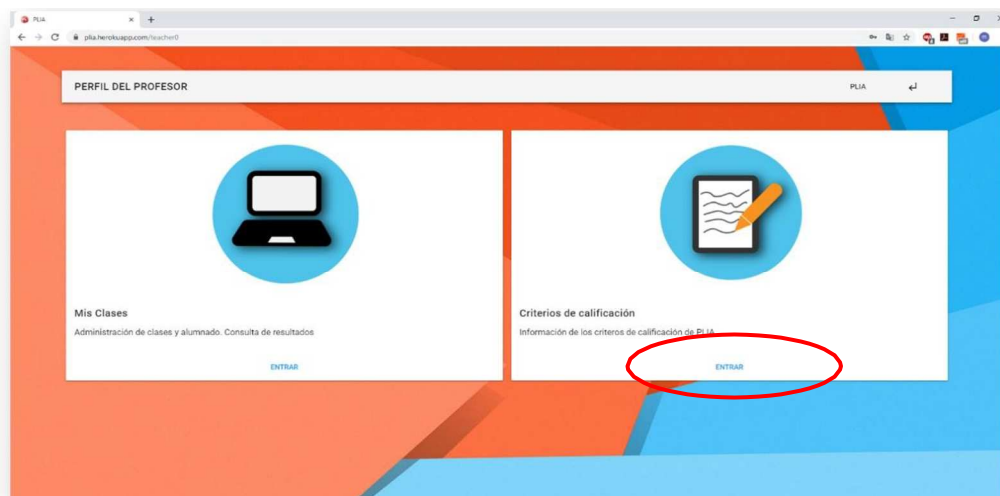 PLIA
plia.herokuapp.com/teacher0
PERFIL DEL PROFESOR
PLIA
Mis Clases
Administración de clases y alumnado. Consulta de resultados
ENTRAR
Criterios de calificación
Información de los criteros de calificación de PLIA
ENTRAR